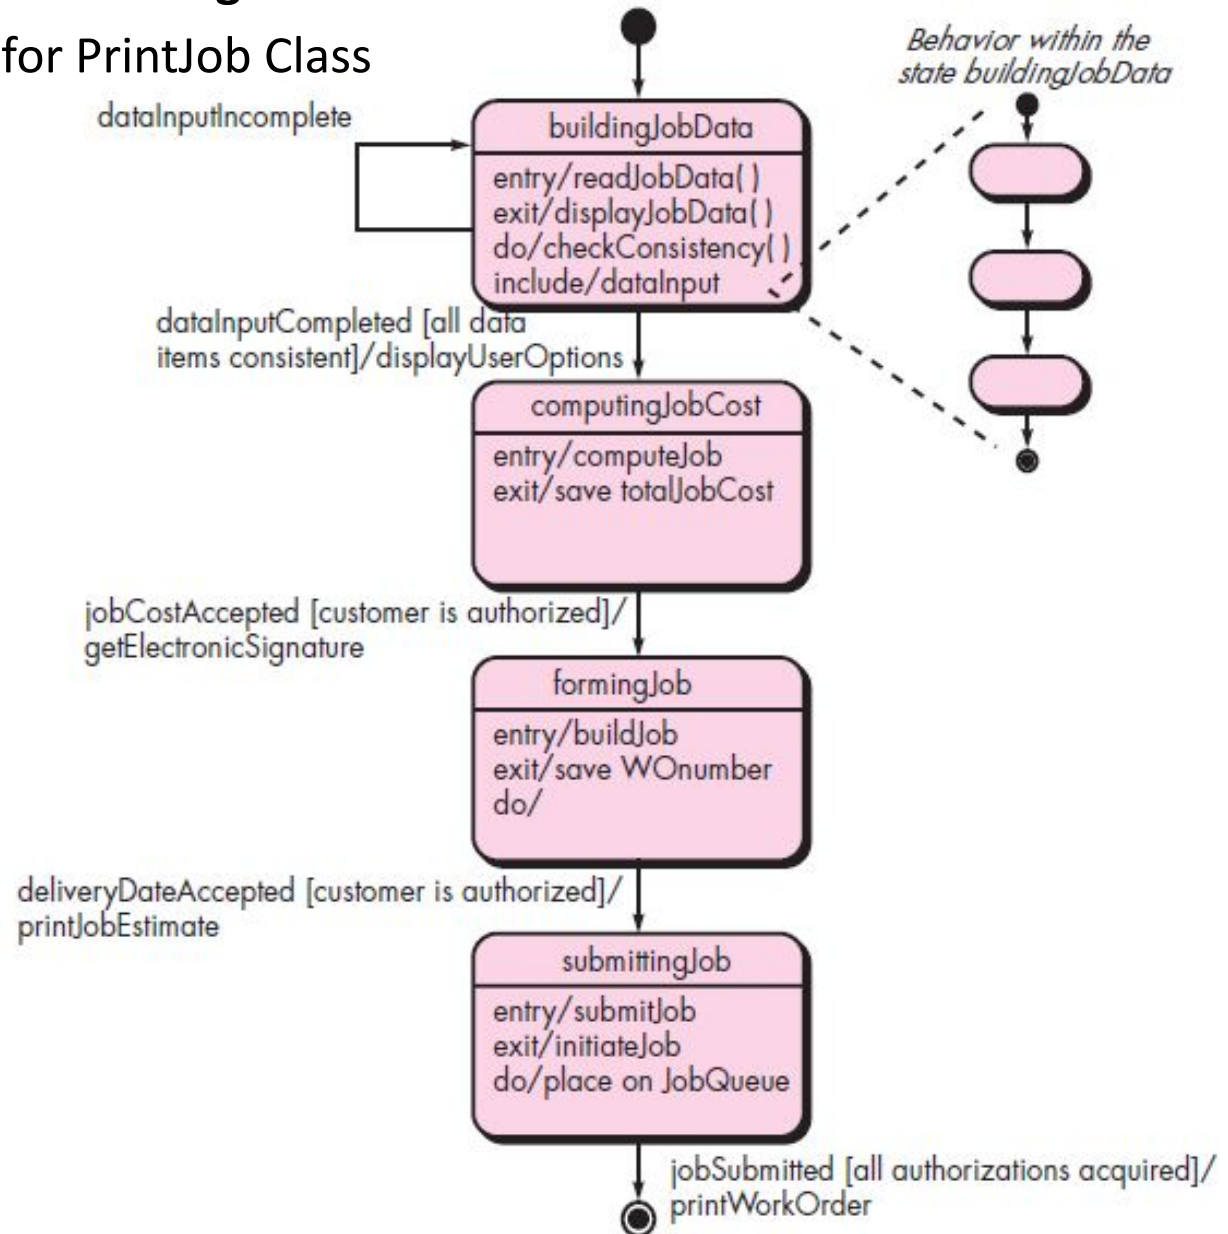 for PrintJob Class
Behavior within the
state buildingJobData
dataInputIncomplete
buildingJobData
entry/readJobData( )
exit/displayJobData( )
do/checkConsistency( )
include/dataInput
dataInputCompleted [all data
items consistent]/displayUserOptions
computingJobCost
entry/computeJob
exit/save totalJobCost
jobCostAccepted [customer is authorized]/
getElectronicSignature
formingJob
entry/buildJob
exit/save WOnumber
do/
deliveryDateAccepted [customer is authorized]/
printJobEstimate
submittingJob
entry/submitJob
exit/initiateJob
do/place on JobQueue
jobSubmitted [all authorizations acquired]/
printWorkOrder